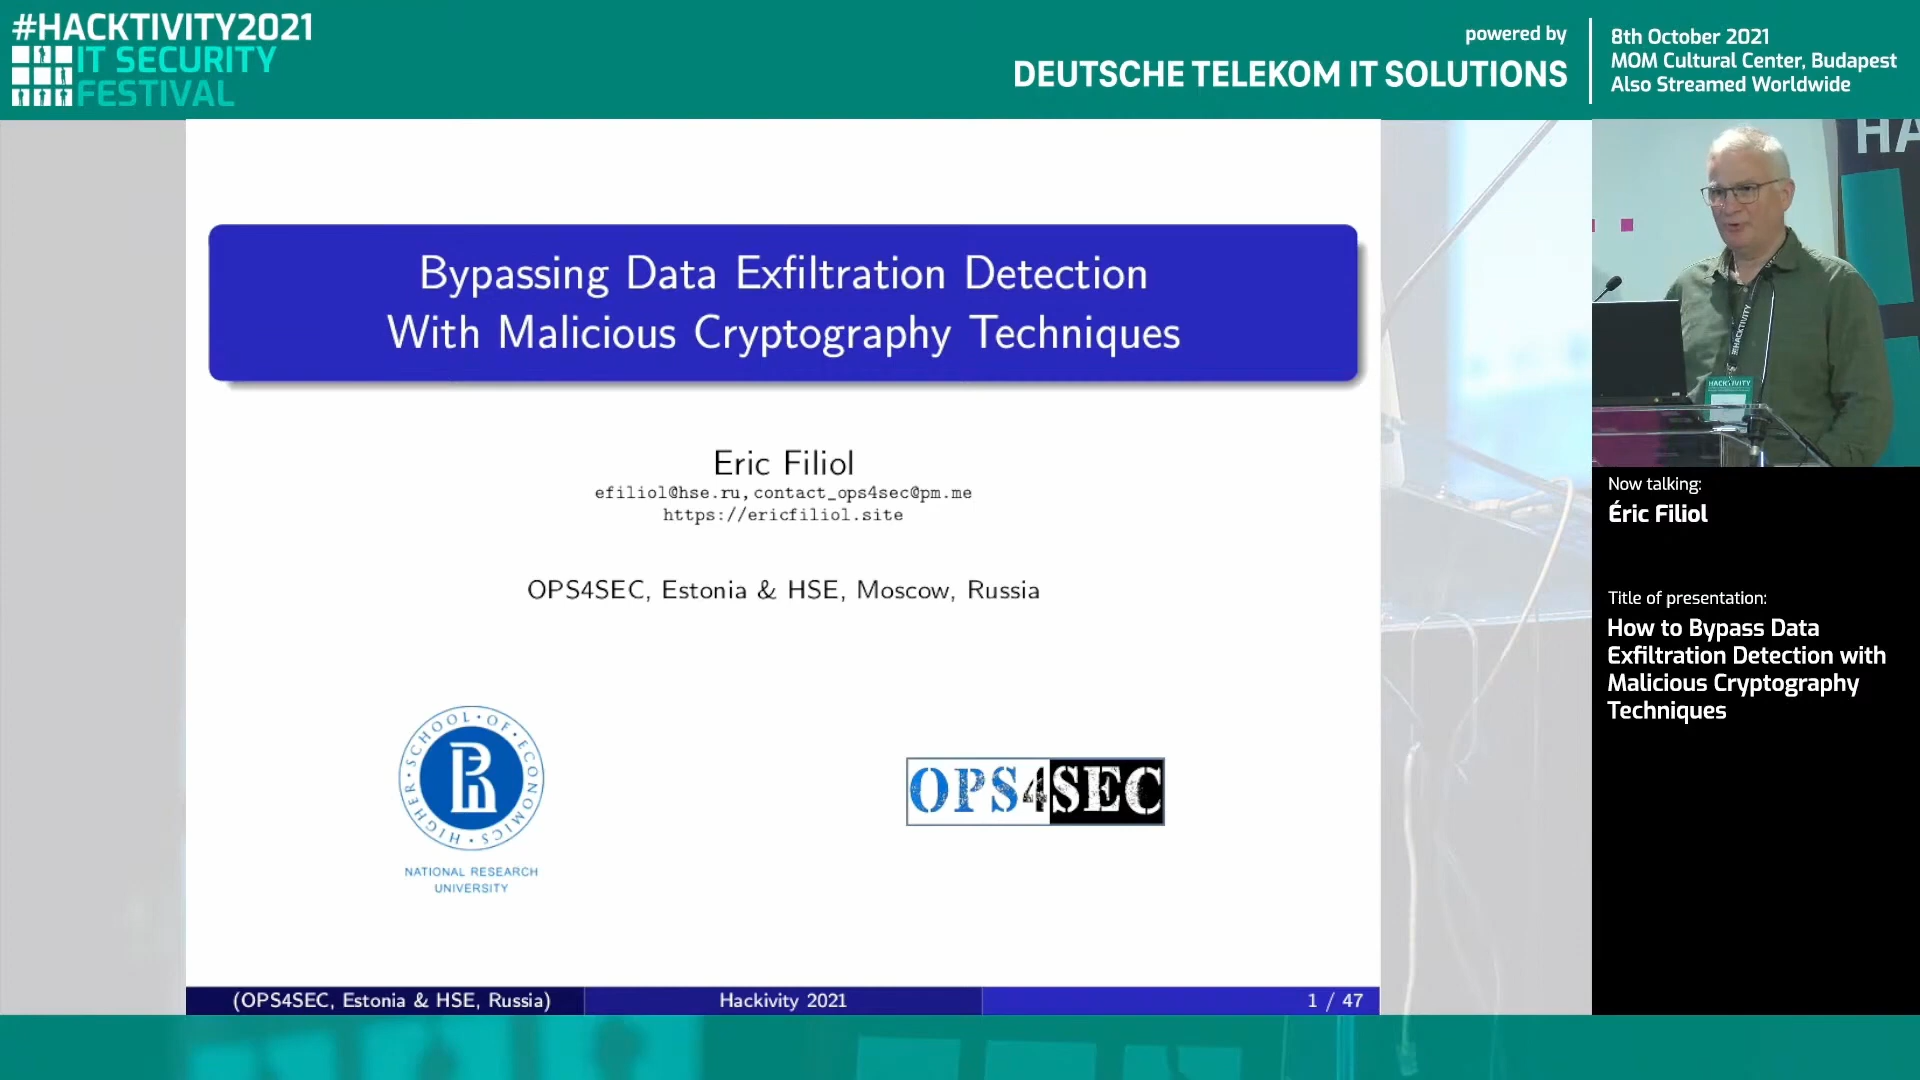 #HACKTIVITY2021
IT SECURITY
FESTIVAL
powered by
DEUTSCHE TELEKOM IT SOLUTIONS
8th October 2021
MOM Cultural Center, Budapest
Also Streamed Worldwide
Bypassing Data Exfiltration Detection
With Malicious Cryptography Techniques
Eric Filiol
efiliol@hse.ru, contact_ops4sec@pm.me
https://ericfiliol.site
OPS4SEC, Estonia & HSE, Moscow, Russia
HIGHER · SCHOOL · OF · ECONOMICS ·
NATIONAL RESEARCH
UNIVERSITY
OPS4SEC
(OPS4SEC, Estonia & HSE, Russia)
Hackivity 2021
1 / 47
HA
#HACKTIVITY
HACKTIVITY
Now talking:
Éric Filiol
Title of presentation:
How to Bypass Data
Exfiltration Detection with
Malicious Cryptography
Techniques